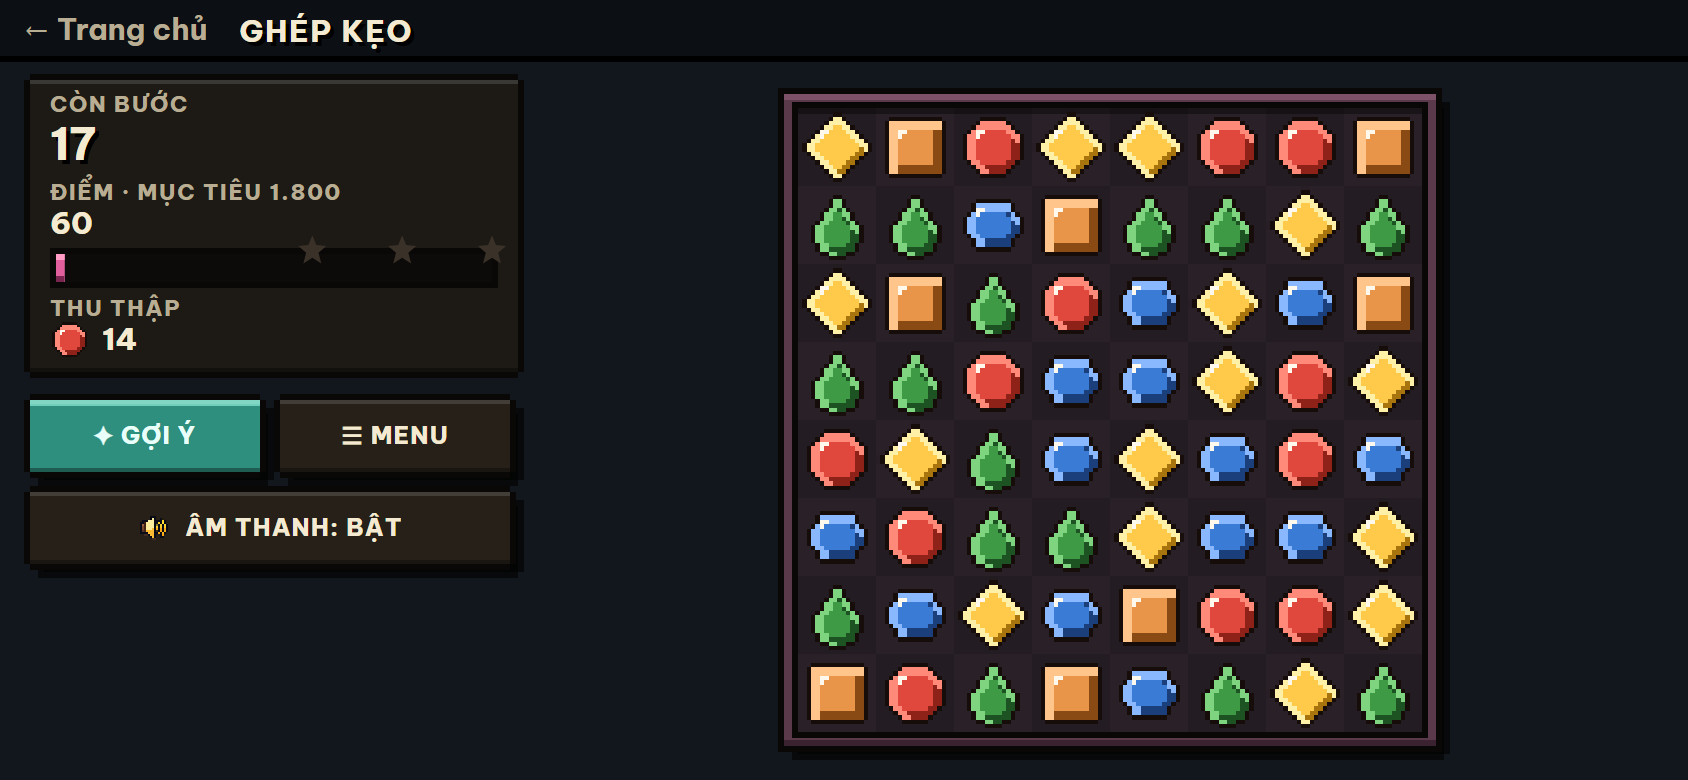 ← Trang chủ GHÉP KẸO
CÒN BƯỚC
17
ĐIỂM · MỤC TIÊU 1.800
60
THU THẬP
14
✦ GỢI Ý
☰ MENU
ÂM THANH: BẬT